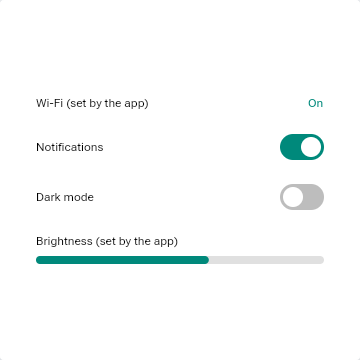 Wi-Fi (set by the app)
On
Notifications
Dark mode
Brightness (set by the app)